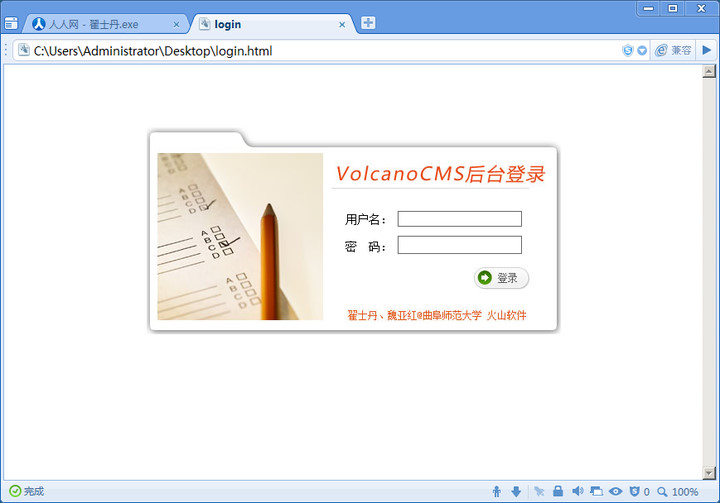 人人网 - 翟士丹.exe
login
C:\Users\Administrator\Desktop\login.html
兼容
VolcanoCMS后台登录
用户名：
密 码：
登录
翟士丹、魏亚红@曲阜师范大学 火山软件
A
B
C
D
A
B
C
D
A
B
C
D
完成
0
100%